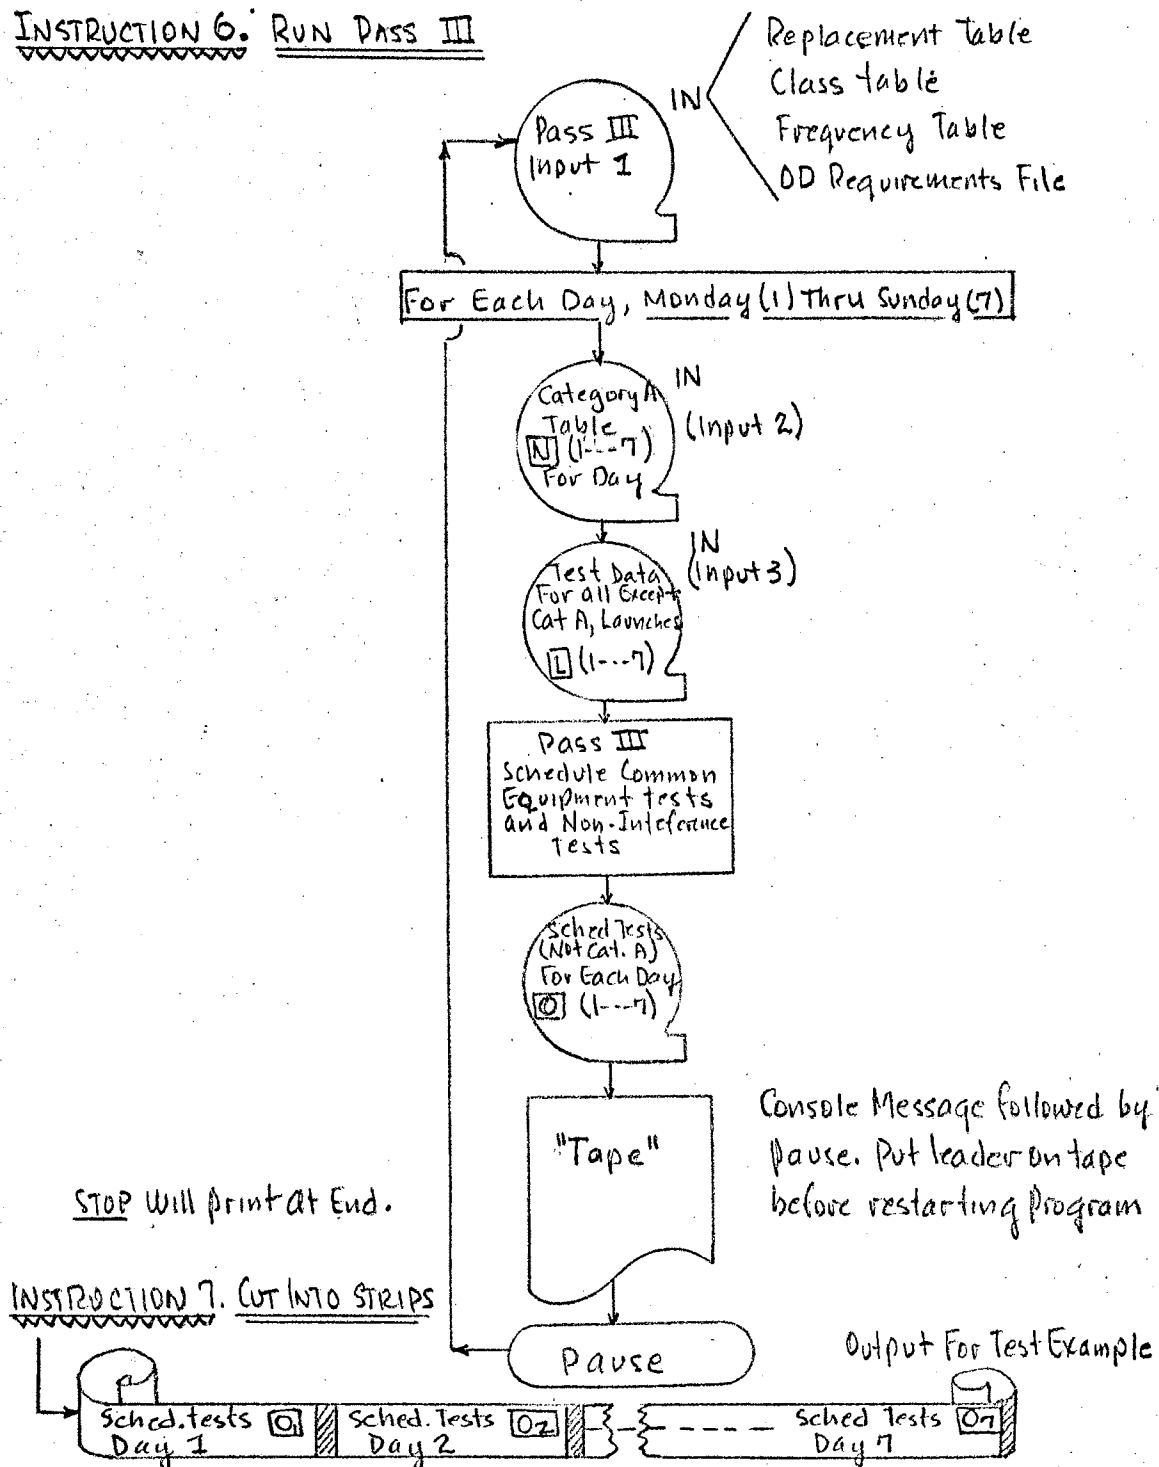 INSTRUCTION 6. RUN PASS III
Replacement Table
Class table
Frequency Table
OD Requirements File
IN
Pass III
Input 1
For Each Day, Monday (1) Thru Sunday (7)
Category A
Table
N (1---7)
For Day
IN
(Input 2)
Test Data
For all Except
Cat A, Launches
L (1---7)
IN
(Input 3)
Pass III
Schedule Common
Equipment tests
and Non-Inteference
Tests
Sched Tests
(Not Cat. A)
For Each Day
O (1---7)
"Tape"
Console Message followed by
pause. Put leader on tape
before restarting Program
STOP Will print at End.
Pause
INSTRUCTION 7. CUT INTO STRIPS
Output For Test Example
Sched. tests O1
Day 1
Sched. Tests O2
Day 2
Sched Tests O7
Day 7